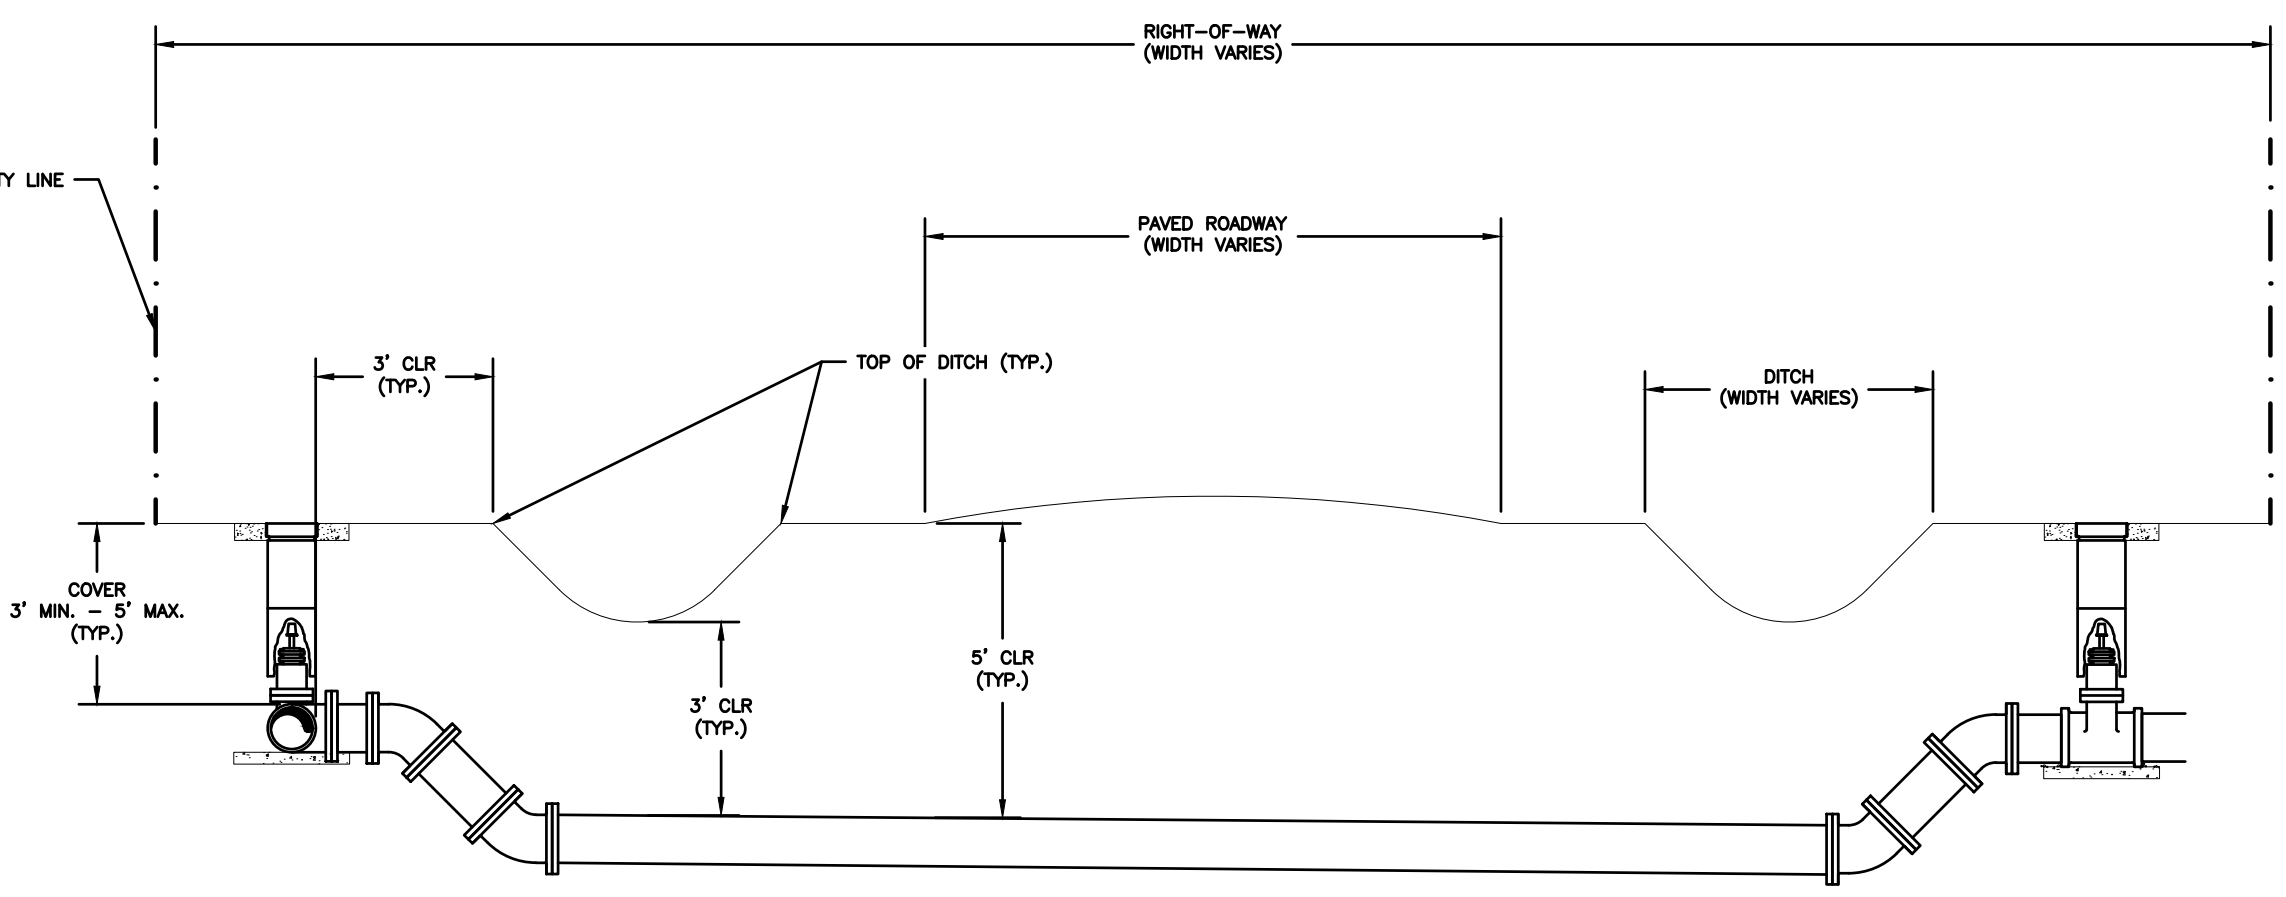 RIGHT-OF-WAY
(WIDTH VARIES)
TY LINE
PAVED ROADWAY
(WIDTH VARIES)
3' CLR
(TYP.)
TOP OF DITCH (TYP.)
DITCH
(WIDTH VARIES)
COVER
3' MIN. - 5' MAX.
(TYP.)
5' CLR
(TYP.)
3' CLR
(TYP.)